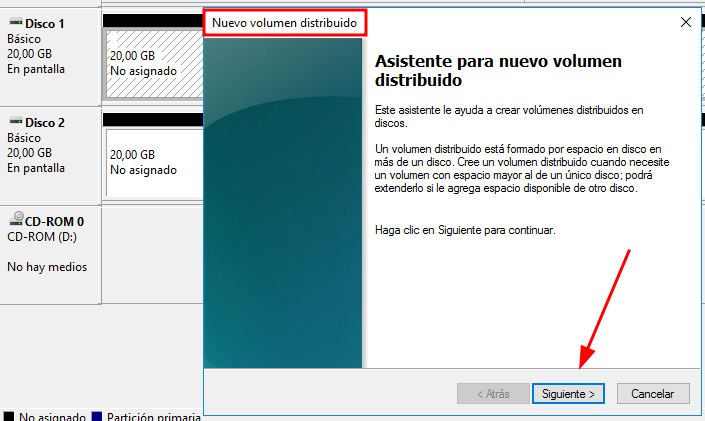 Disco 1
Básico
20,00 GB
En pantalla
20,00 GB
No asignado
Disco 2
Básico
20,00 GB
En pantalla
20,00 GB
No asignado
CD-ROM 0
CD-ROM (D:)
No hay medios
No asignado
Partición primaria
Nuevo volumen distribuido
Asistente para nuevo volumen
distribuido
Este asistente le ayuda a crear volúmenes distribuidos en
discos.
Un volumen distribuido está formado por espacio en disco en
más de un disco. Cree un volumen distribuido cuando necesite
un volumen con espacio mayor al de un único disco; podrá
extenderlo si le agrega espacio disponible de otro disco.
Haga clic en Siguiente para continuar.
< Atrás
Siguiente >
Cancelar